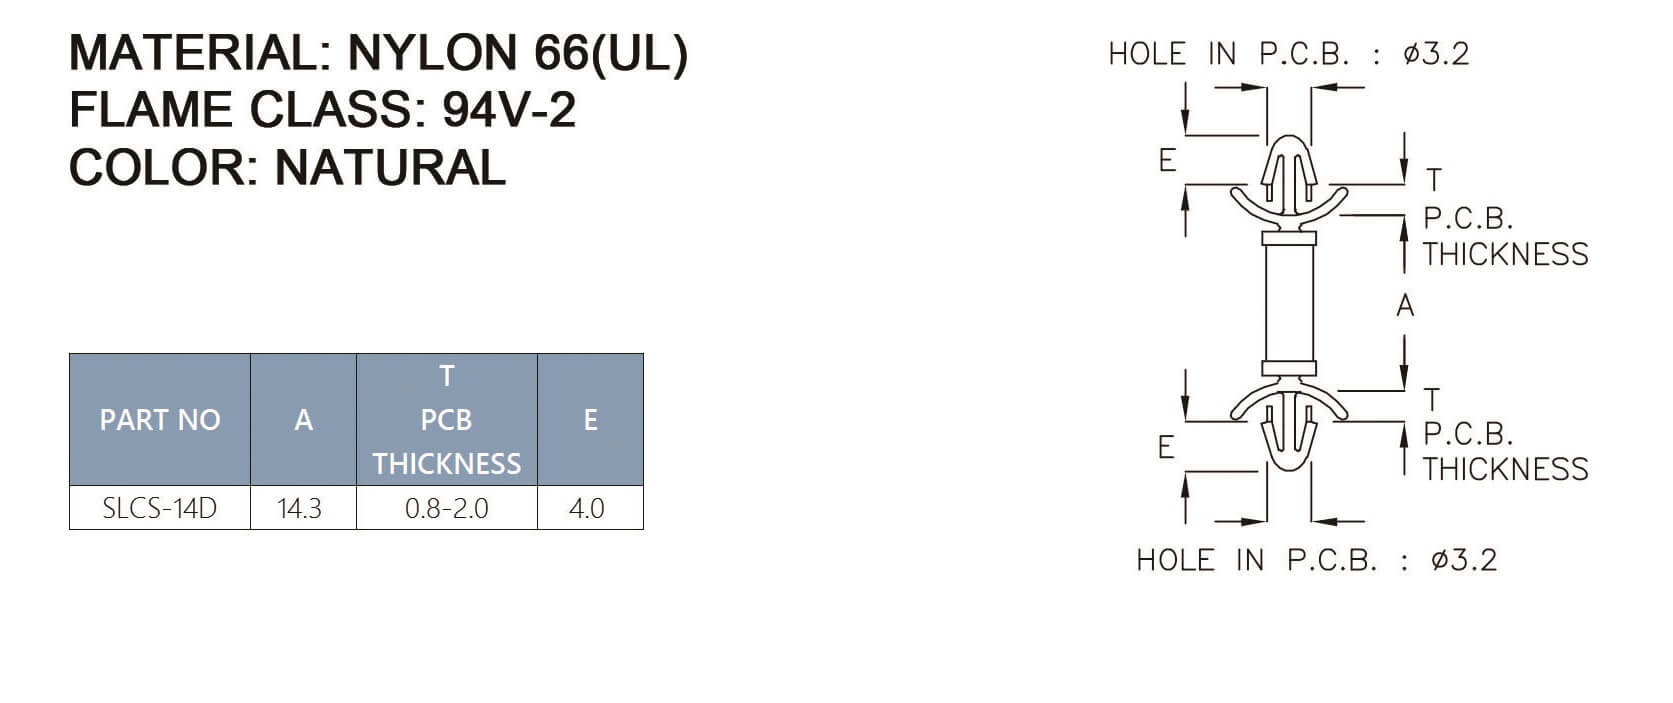 MATERIAL: NYLON 66(UL)
FLAME CLASS: 94V-2
COLOR: NATURAL
PART NO
A
T
PCB
THICKNESS
E
SLCS-14D
14.3
0.8-2.0
4.0
HOLE IN P.C.B. : ø3.2
E
T
P.C.B.
THICKNESS
A
T
P.C.B.
THICKNESS
E
HOLE IN P.C.B. : ø3.2